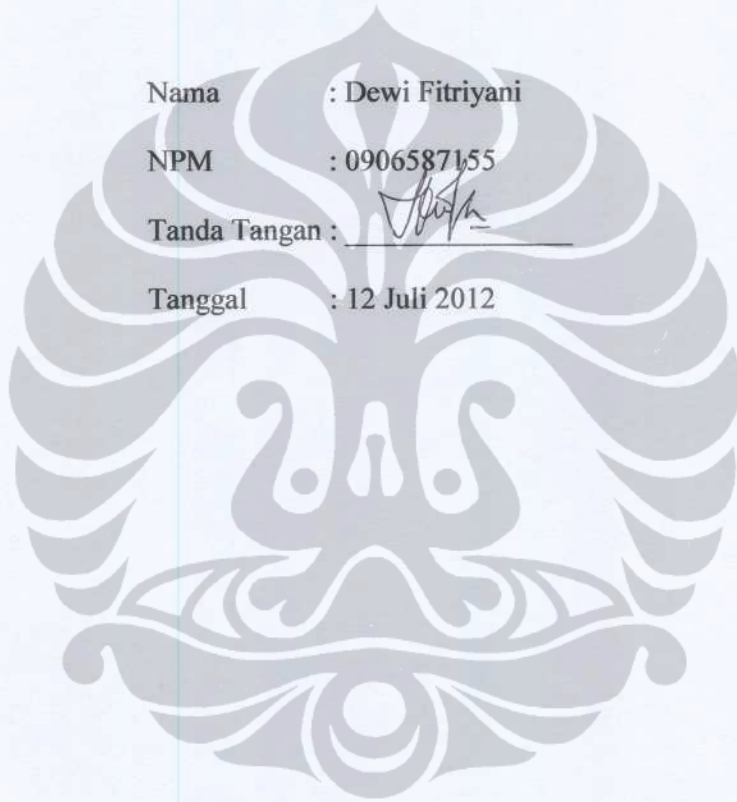 Nama : Dewi Fitriyani
NPM : 0906587155
Tanda Tangan :
Tanggal : 12 Juli 2012